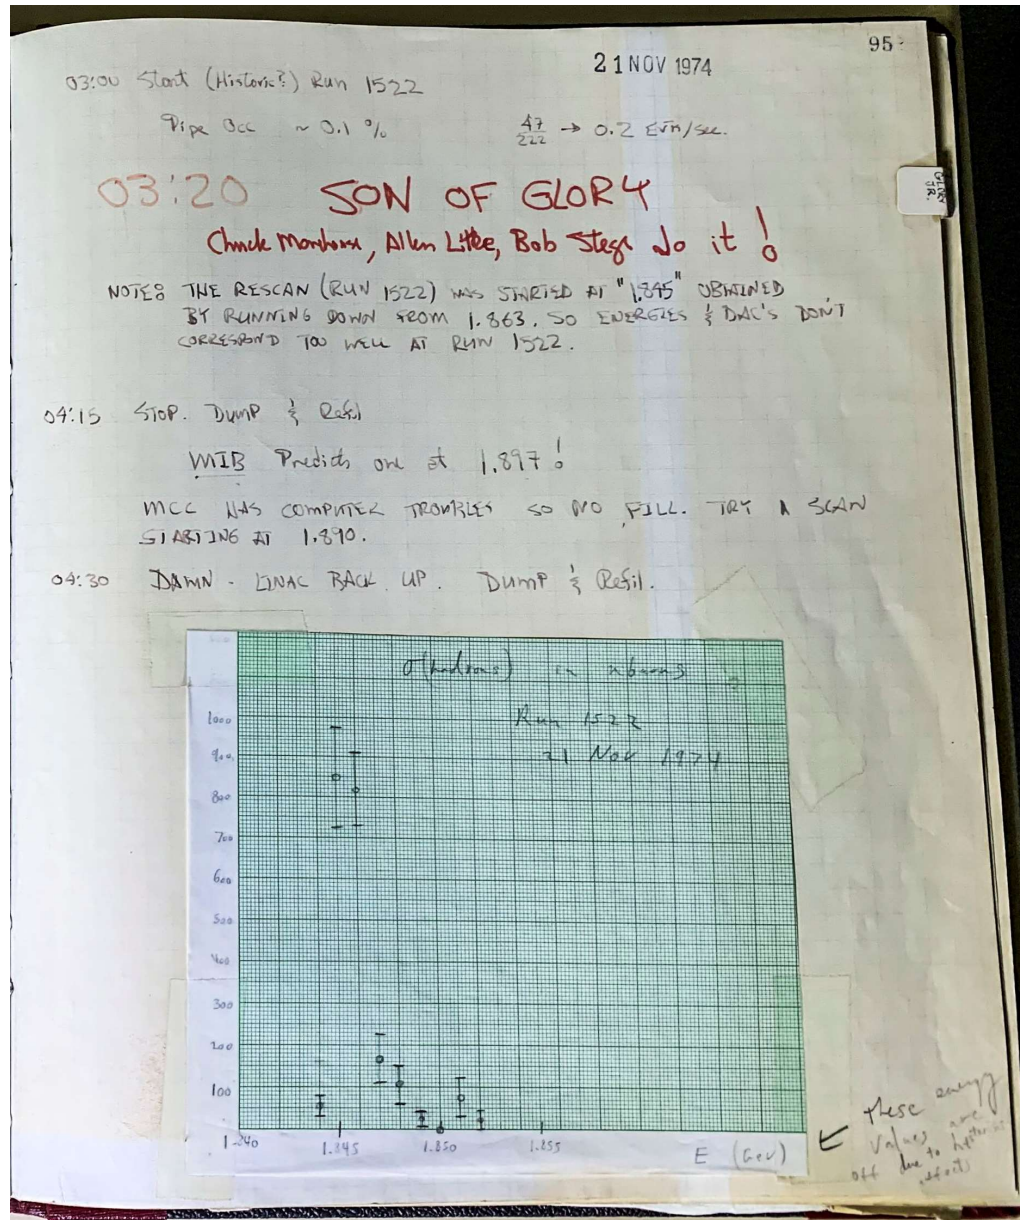 95
21 NOV 1974
03:00 Start (Historic?) Run 1522
Pipe Occ ~ 0.1 %
47/222 → 0.2 Evn/sec.
03:20 SON OF GLORY
GLORY JR.
Chuck Morehouse, Allen Litke, Bob Stege do it!
NOTE: THE RESCAN (RUN 1522) WAS STARTED AT "1.845" OBTAINED
BY RUNNING DOWN FROM 1.863. SO ENERGIES & DAC'S DON'T
CORRESPOND TOO WELL AT RUN 1522.
04:15 STOP. Dump & Refil
MIB Predicts one at 1.897!
MCC HAS COMPUTER TROUBLES SO NO FILL. TRY A SCAN
STARTING AT 1.890.
04:30 DAMN - LINAC BACK UP. Dump & Refil.
σ(hadrons) in nbarns
Run 1522
21 Nov 1974
1000
900
800
700
600
500
400
300
200
100
1.840 1.845 1.850 1.855 E (GeV)
← these energy
values are
off due to hysteresis
effects